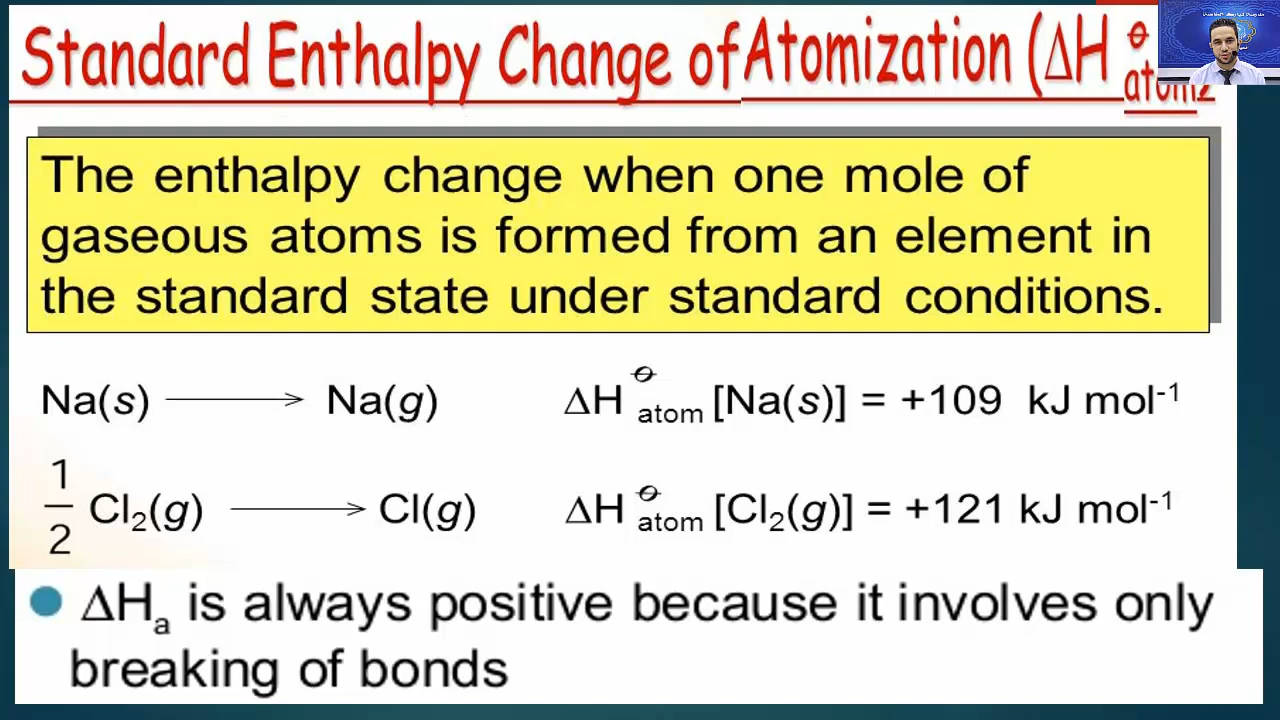 Standard Enthalpy Change of Atomization (ΔH⦵
atom
The enthalpy change when one mole of
gaseous atoms is formed from an element in
the standard state under standard conditions.
Na(s) ⟶ Na(g) ΔH⦵atom [Na(s)] = +109 kJ mol⁻¹
1/2 Cl₂(g) ⟶ Cl(g) ΔH⦵atom [Cl₂(g)] = +121 kJ mol⁻¹
● ΔHₐ is always positive because it involves only
breaking of bonds